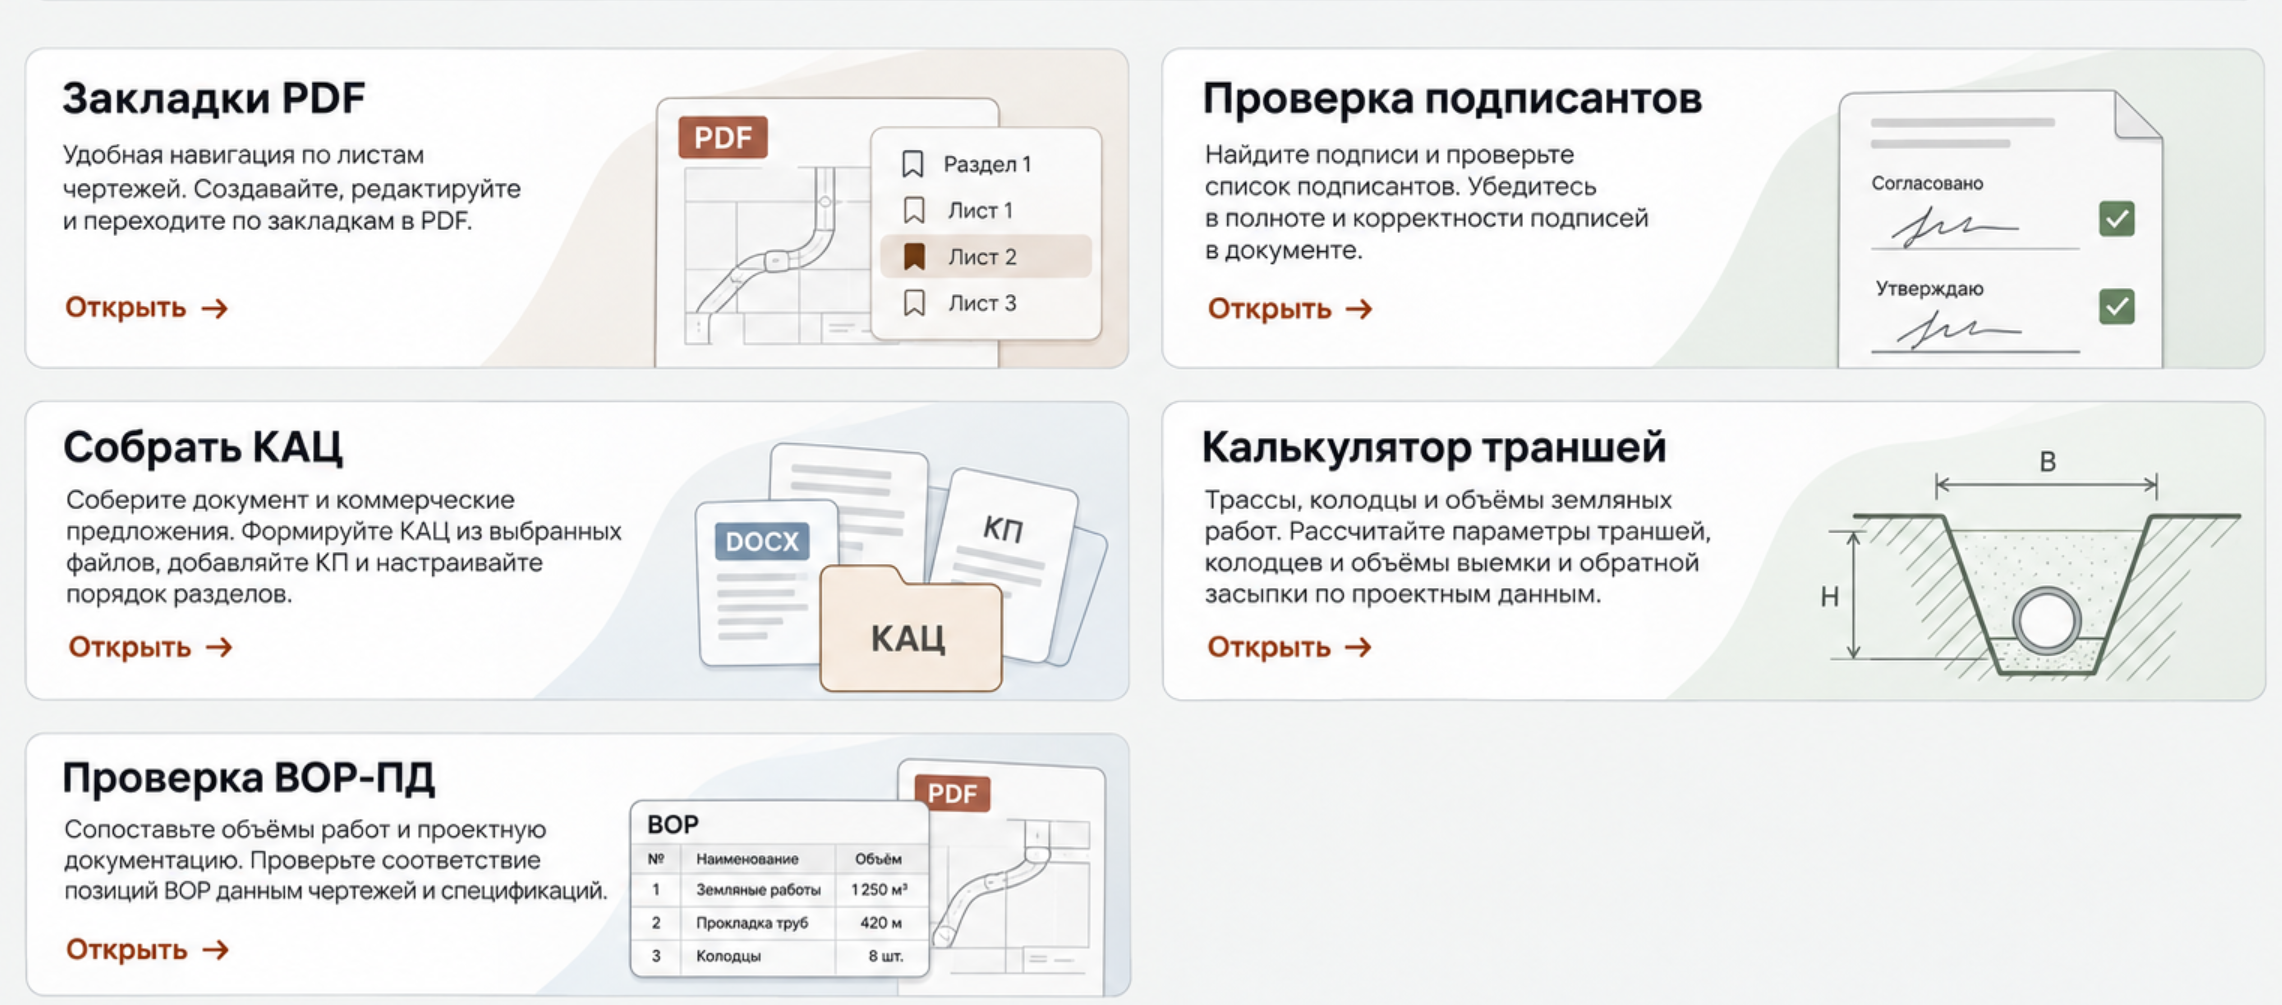 Закладки PDF
Удобная навигация по листам
чертежей. Создавайте, редактируйте
и переходите по закладкам в PDF.
Открыть →
PDF
Раздел 1
Лист 1
Лист 2
Лист 3
Проверка подписантов
Найдите подписи и проверьте
список подписантов. Убедитесь
в полноте и корректности подписей
в документе.
Открыть →
Согласовано
Утверждаю
Собрать КАЦ
Соберите документ и коммерческие
предложения. Формируйте КАЦ из выбранных
файлов, добавляйте КП и настраивайте
порядок разделов.
Открыть →
DOCX
КП
КАЦ
Калькулятор траншей
Трассы, колодцы и объёмы земляных
работ. Рассчитайте параметры траншей,
колодцев и объёмы выемки и обратной
засыпки по проектным данным.
Открыть →
B
H
Проверка ВОР-ПД
Сопоставьте объёмы работ и проектную
документацию. Проверьте соответствие
позиций ВОР данным чертежей и спецификаций.
Открыть →
PDF
ВОР
№ Наименование Объём
1 Земляные работы 1 250 м³
2 Прокладка труб 420 м
3 Колодцы 8 шт.